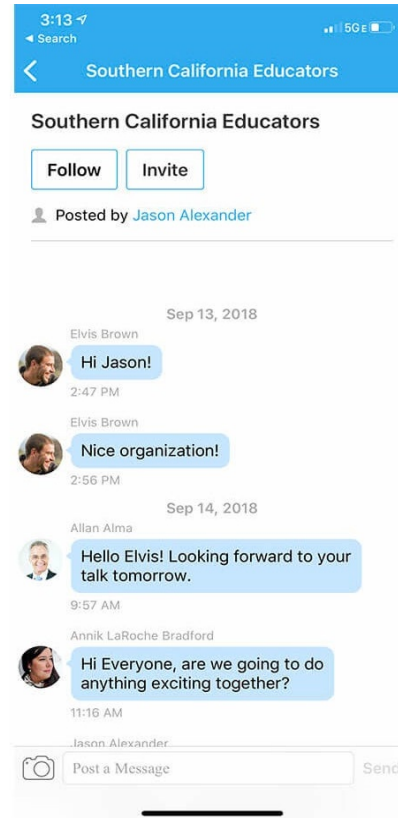 3:13
◀ Search
5GE
Southern California Educators
Southern California Educators
Follow Invite
Posted by Jason Alexander
Sep 13, 2018
Elvis Brown
Hi Jason!
2:47 PM
Elvis Brown
Nice organization!
2:56 PM
Sep 14, 2018
Allan Alma
Hello Elvis! Looking forward to your
talk tomorrow.
9:57 AM
Annik LaRoche Bradford
Hi Everyone, are we going to do
anything exciting together?
11:16 AM
Jason Alexander
Post a Message Send